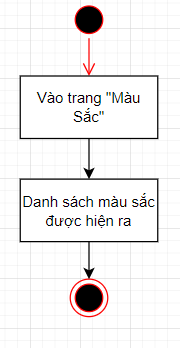 Vào trang "Màu
Sắc"
Danh sách màu sắc
được hiện ra